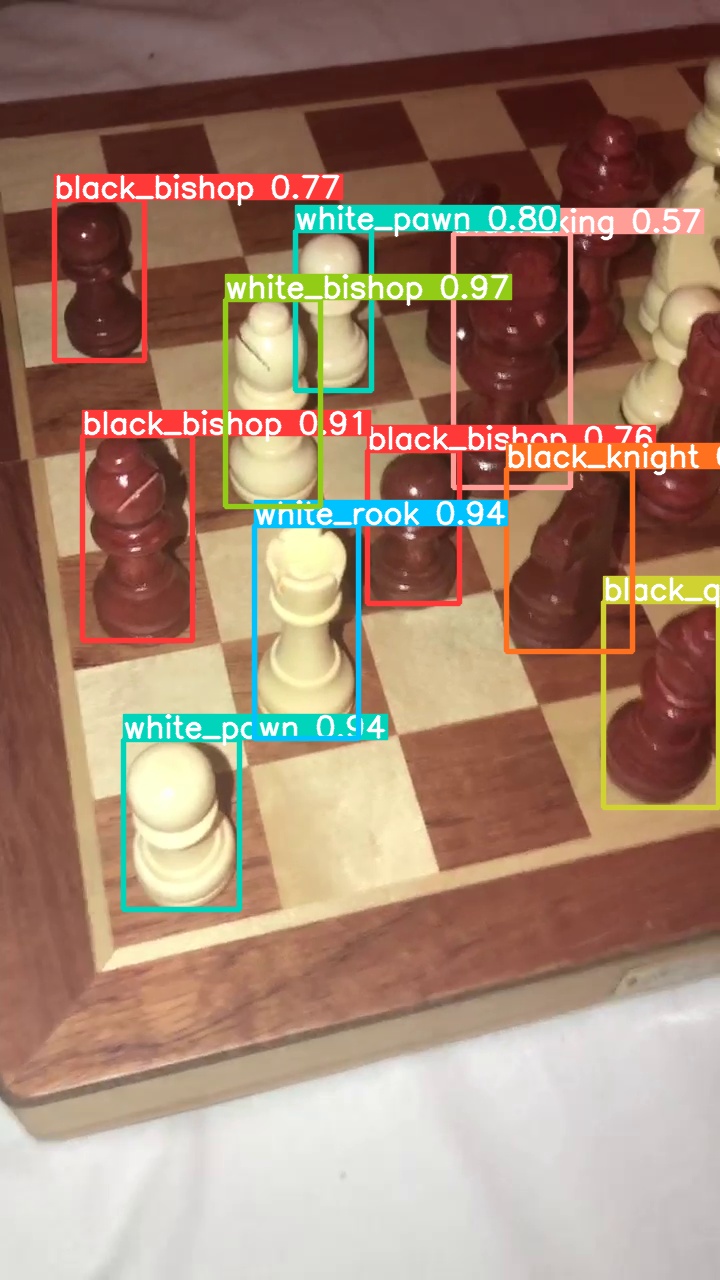 black_bishop 0.77
white_pawn 0.80
king 0.57
white_bishop 0.97
black_bishop 0.91
black_bishop 0.76
black_knight
white_rook 0.94
black_q
white_pawn 0.94